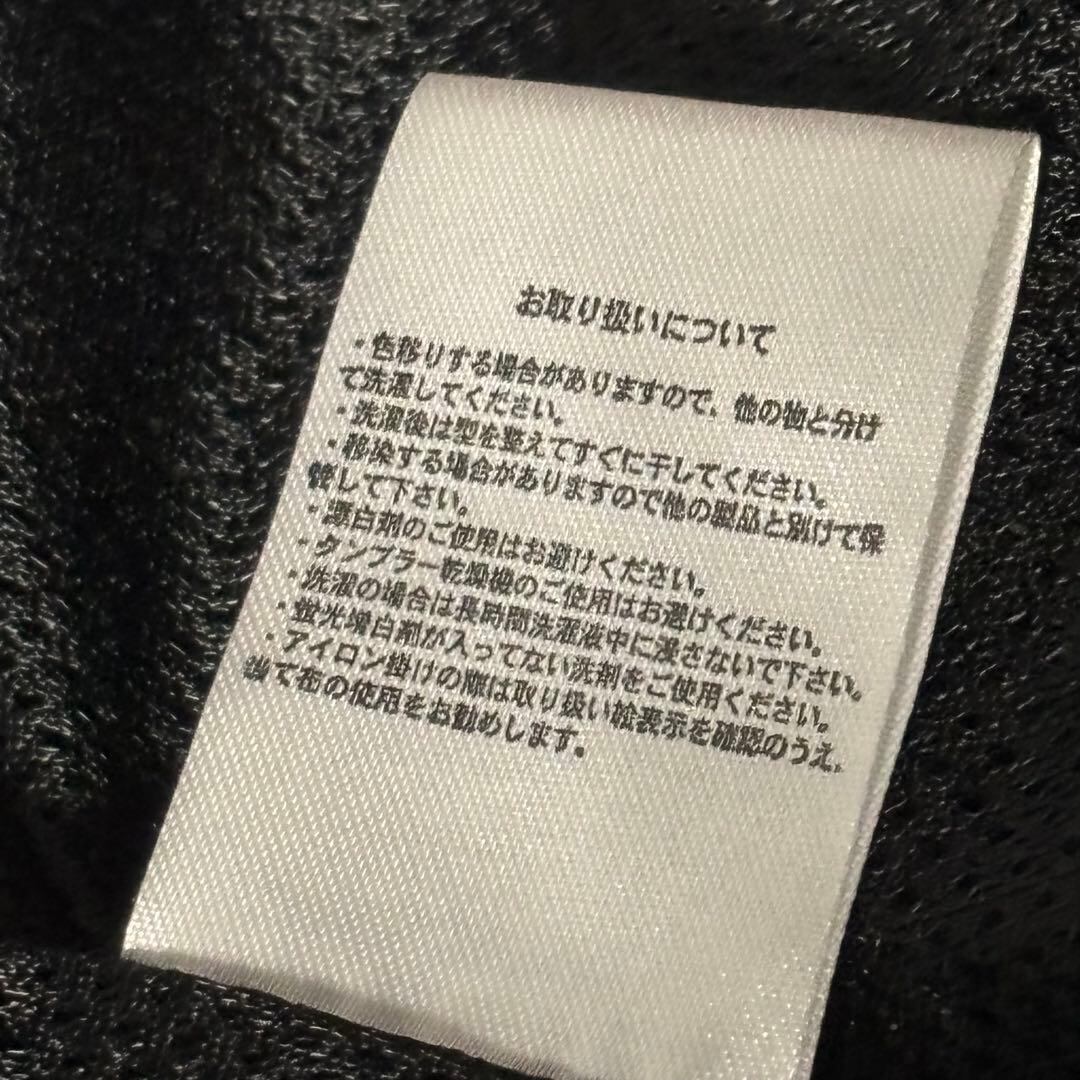 お取り扱いについて
・色移りする場合がありますので、他の物と分け
て洗濯してください。
・洗濯後は型を整えてすぐに干してください。
・移染する場合がありますので他の製品と別けて保
管して下さい。
・漂白剤のご使用はお避けください。
・タンブラー乾燥機のご使用はお避けください。
・洗濯の場合は長時間洗濯液中に浸さないで下さい。
・蛍光増白剤が入ってない洗剤をご使用ください。
・アイロン掛けの際は取り扱い絵表示を確認のうえ、
当て布の使用をお勧めします。